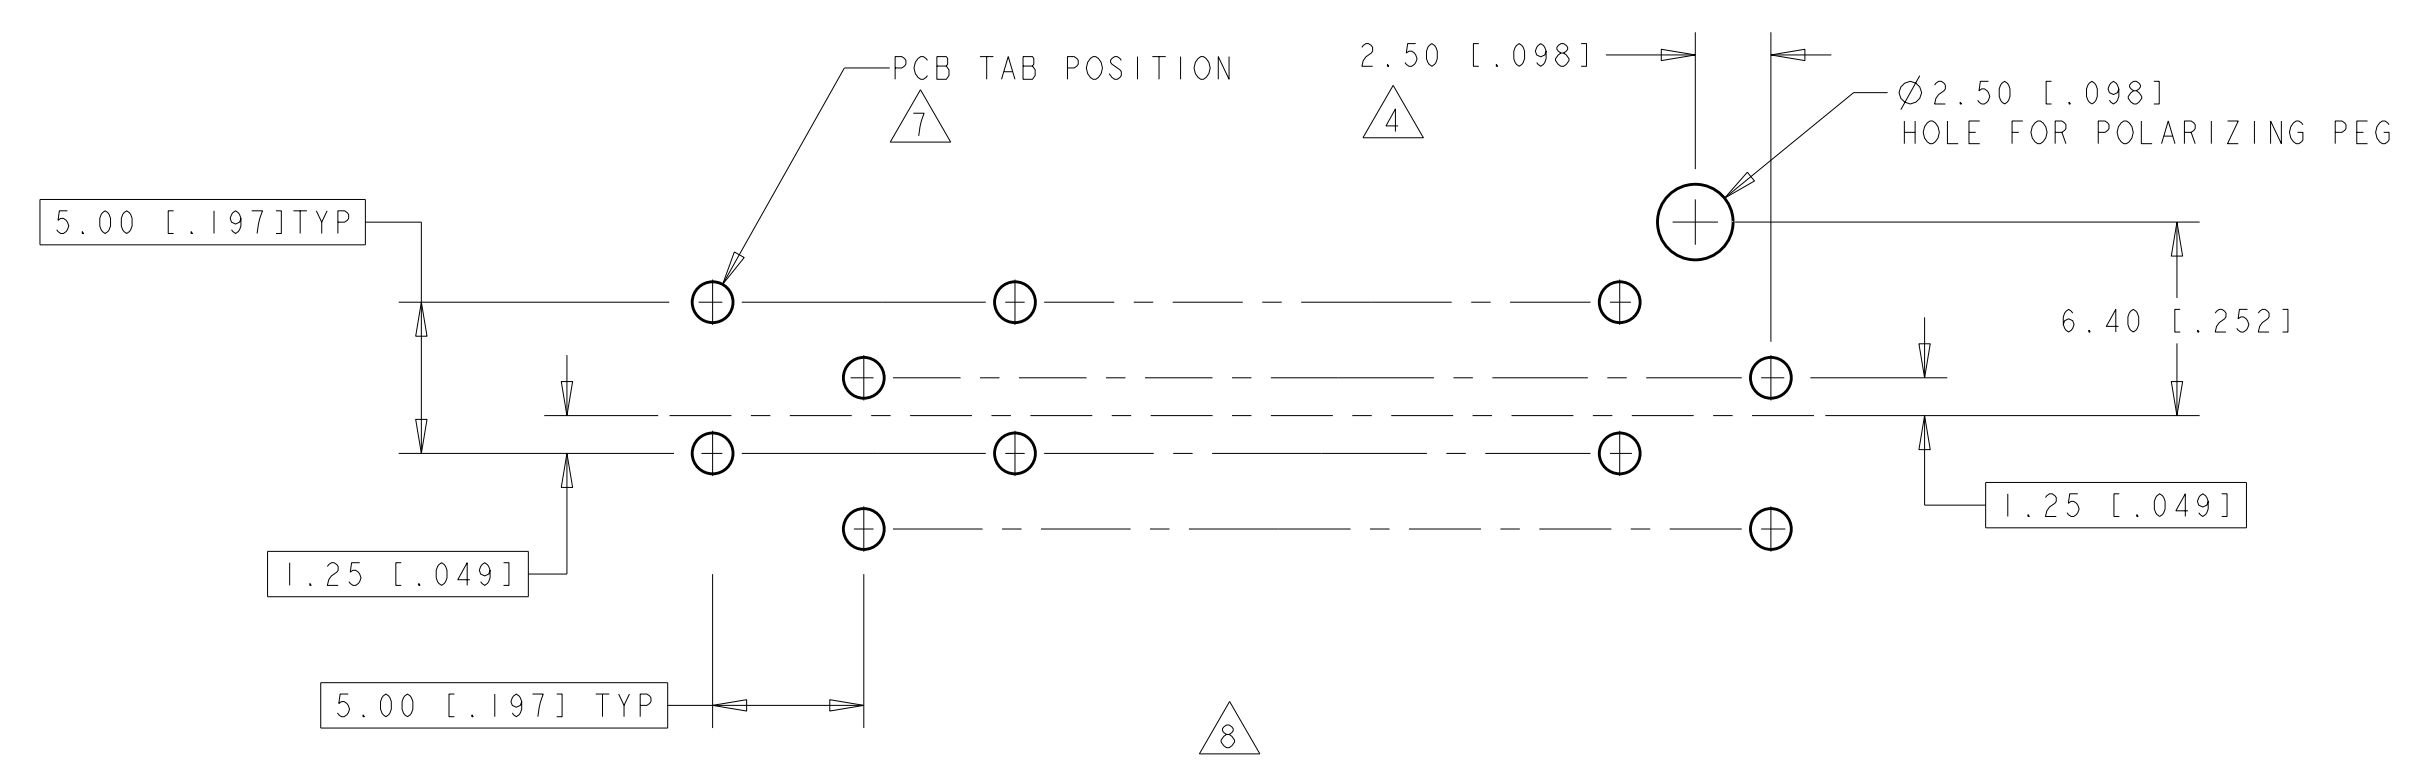 PCB TAB POSITION
7
2.50 [.098]
4
Ø2.50 [.098]
HOLE FOR POLARIZING PEG
5.00 [.197]TYP
6.40 [.252]
1.25 [.049]
1.25 [.049]
5.00 [.197] TYP
8